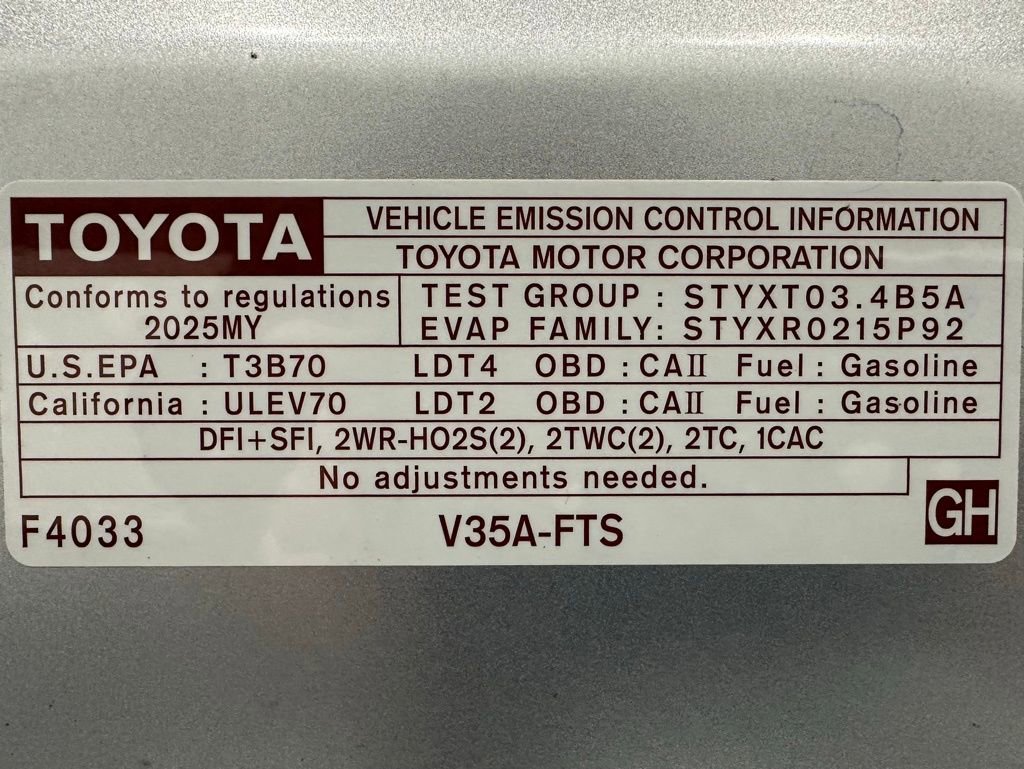 TOYOTA
VEHICLE EMISSION CONTROL INFORMATION
TOYOTA MOTOR CORPORATION
Conforms to regulations
2025MY
TEST GROUP : STYXT03.4B5A
EVAP FAMILY: STYXR0215P92
U.S.EPA : T3B70 LDT4 OBD : CAII Fuel : Gasoline
California : ULEV70 LDT2 OBD : CAII Fuel : Gasoline
DFI+SFI, 2WR-HO2S(2), 2TWC(2), 2TC, 1CAC
No adjustments needed.
F4033 V35A-FTS GH